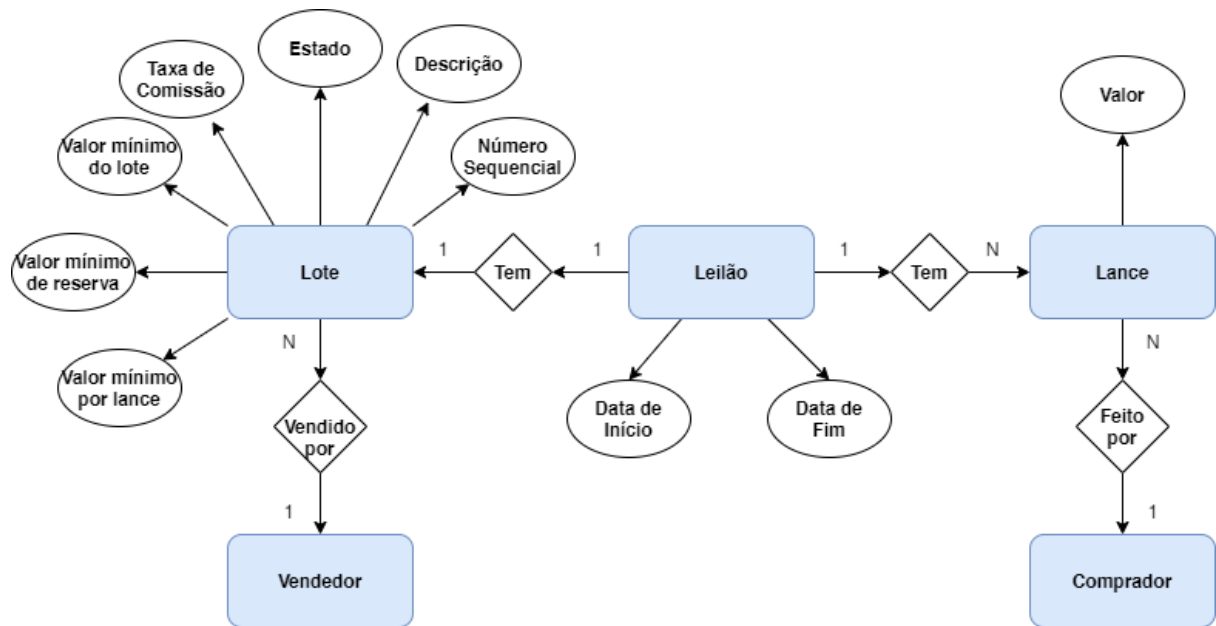 Estado
Descrição
Taxa de
Comissão
Valor
Valor mínimo
do lote
Número
Sequencial
Valor mínimo
de reserva
Lote
1
Tem
1
Leilão
1
Tem
N
Lance
N
Valor mínimo
por lance
Data de
Início
Data de
Fim
N
Vendido
por
Feito
por
1
1
Vendedor
Comprador